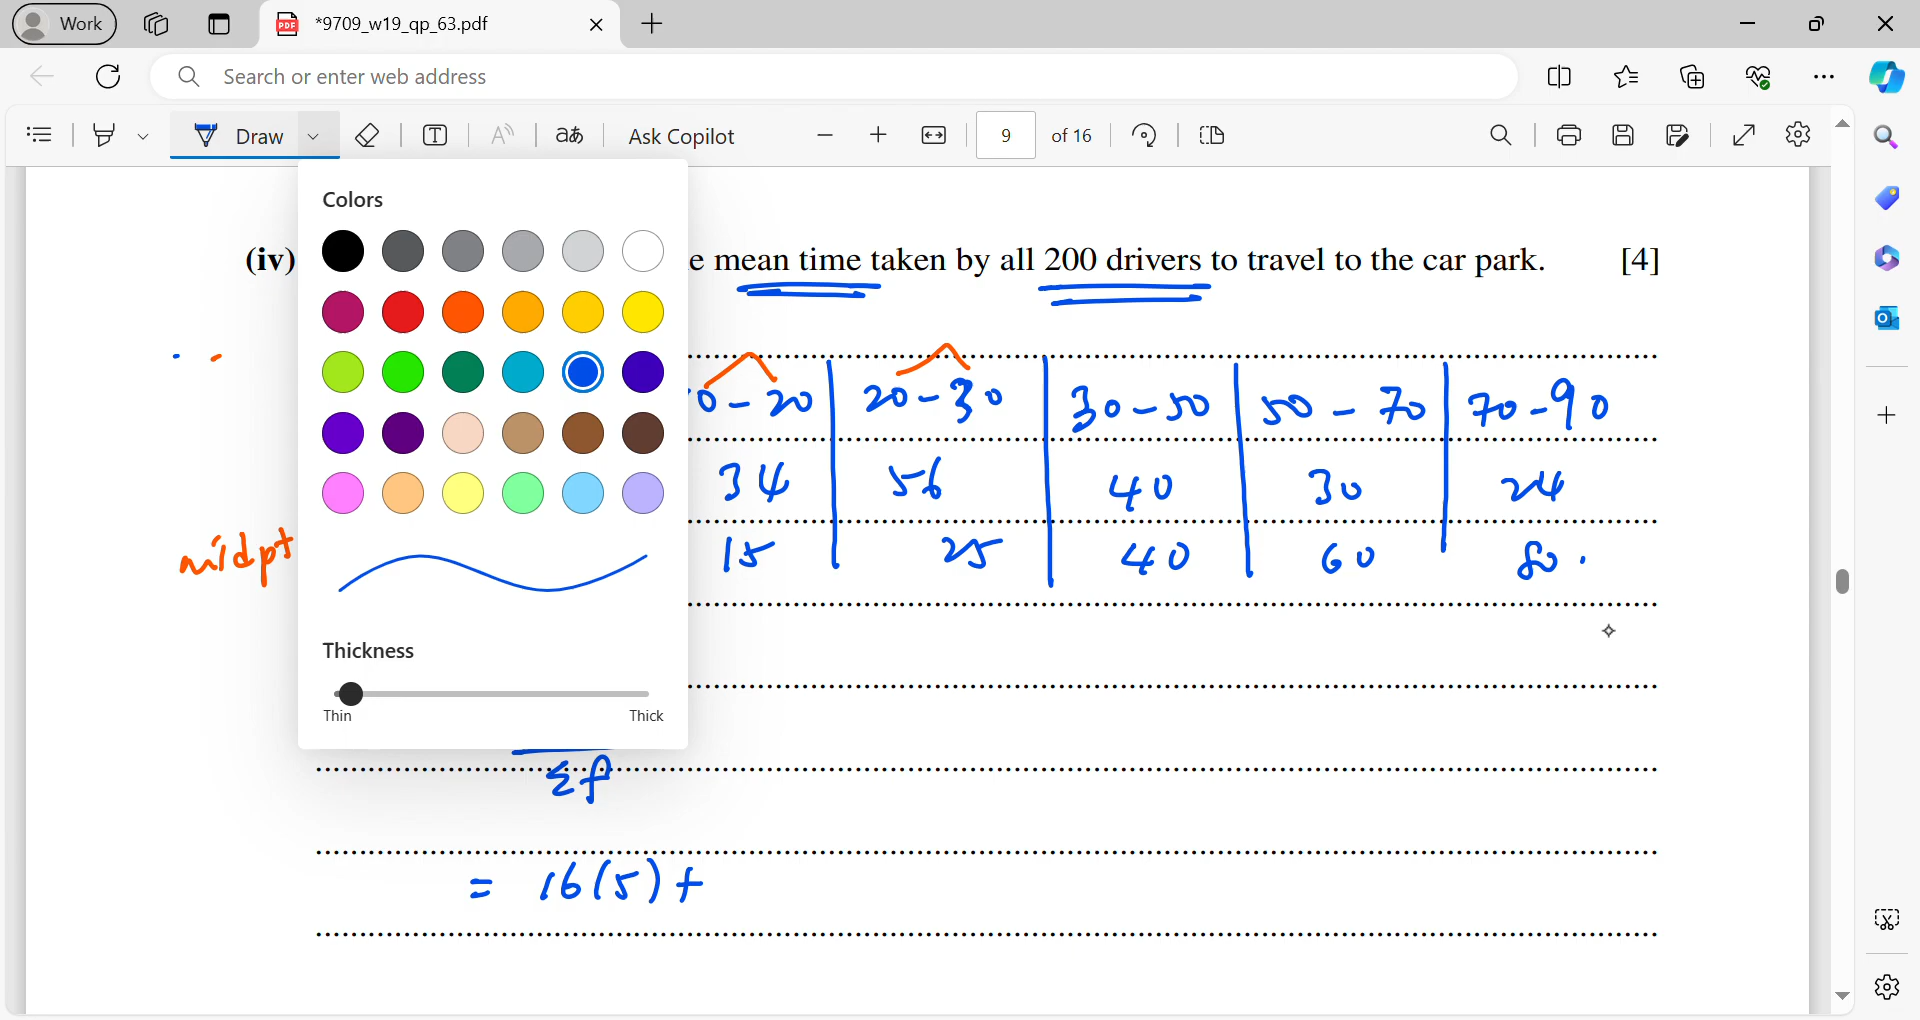 Work
*9709_w19_qp_63.pdf
Search or enter web address
Draw
Ask Copilot
9 of 16
Colors
(iv)
e mean time taken by all 200 drivers to travel to the car park. [4]
0-20 20-30 30-50 50-70 70-90
34 56 40 30 24
midpt 15 25 40 60 80.
Thickness
Thin Thick
Σf
= 16(5)+